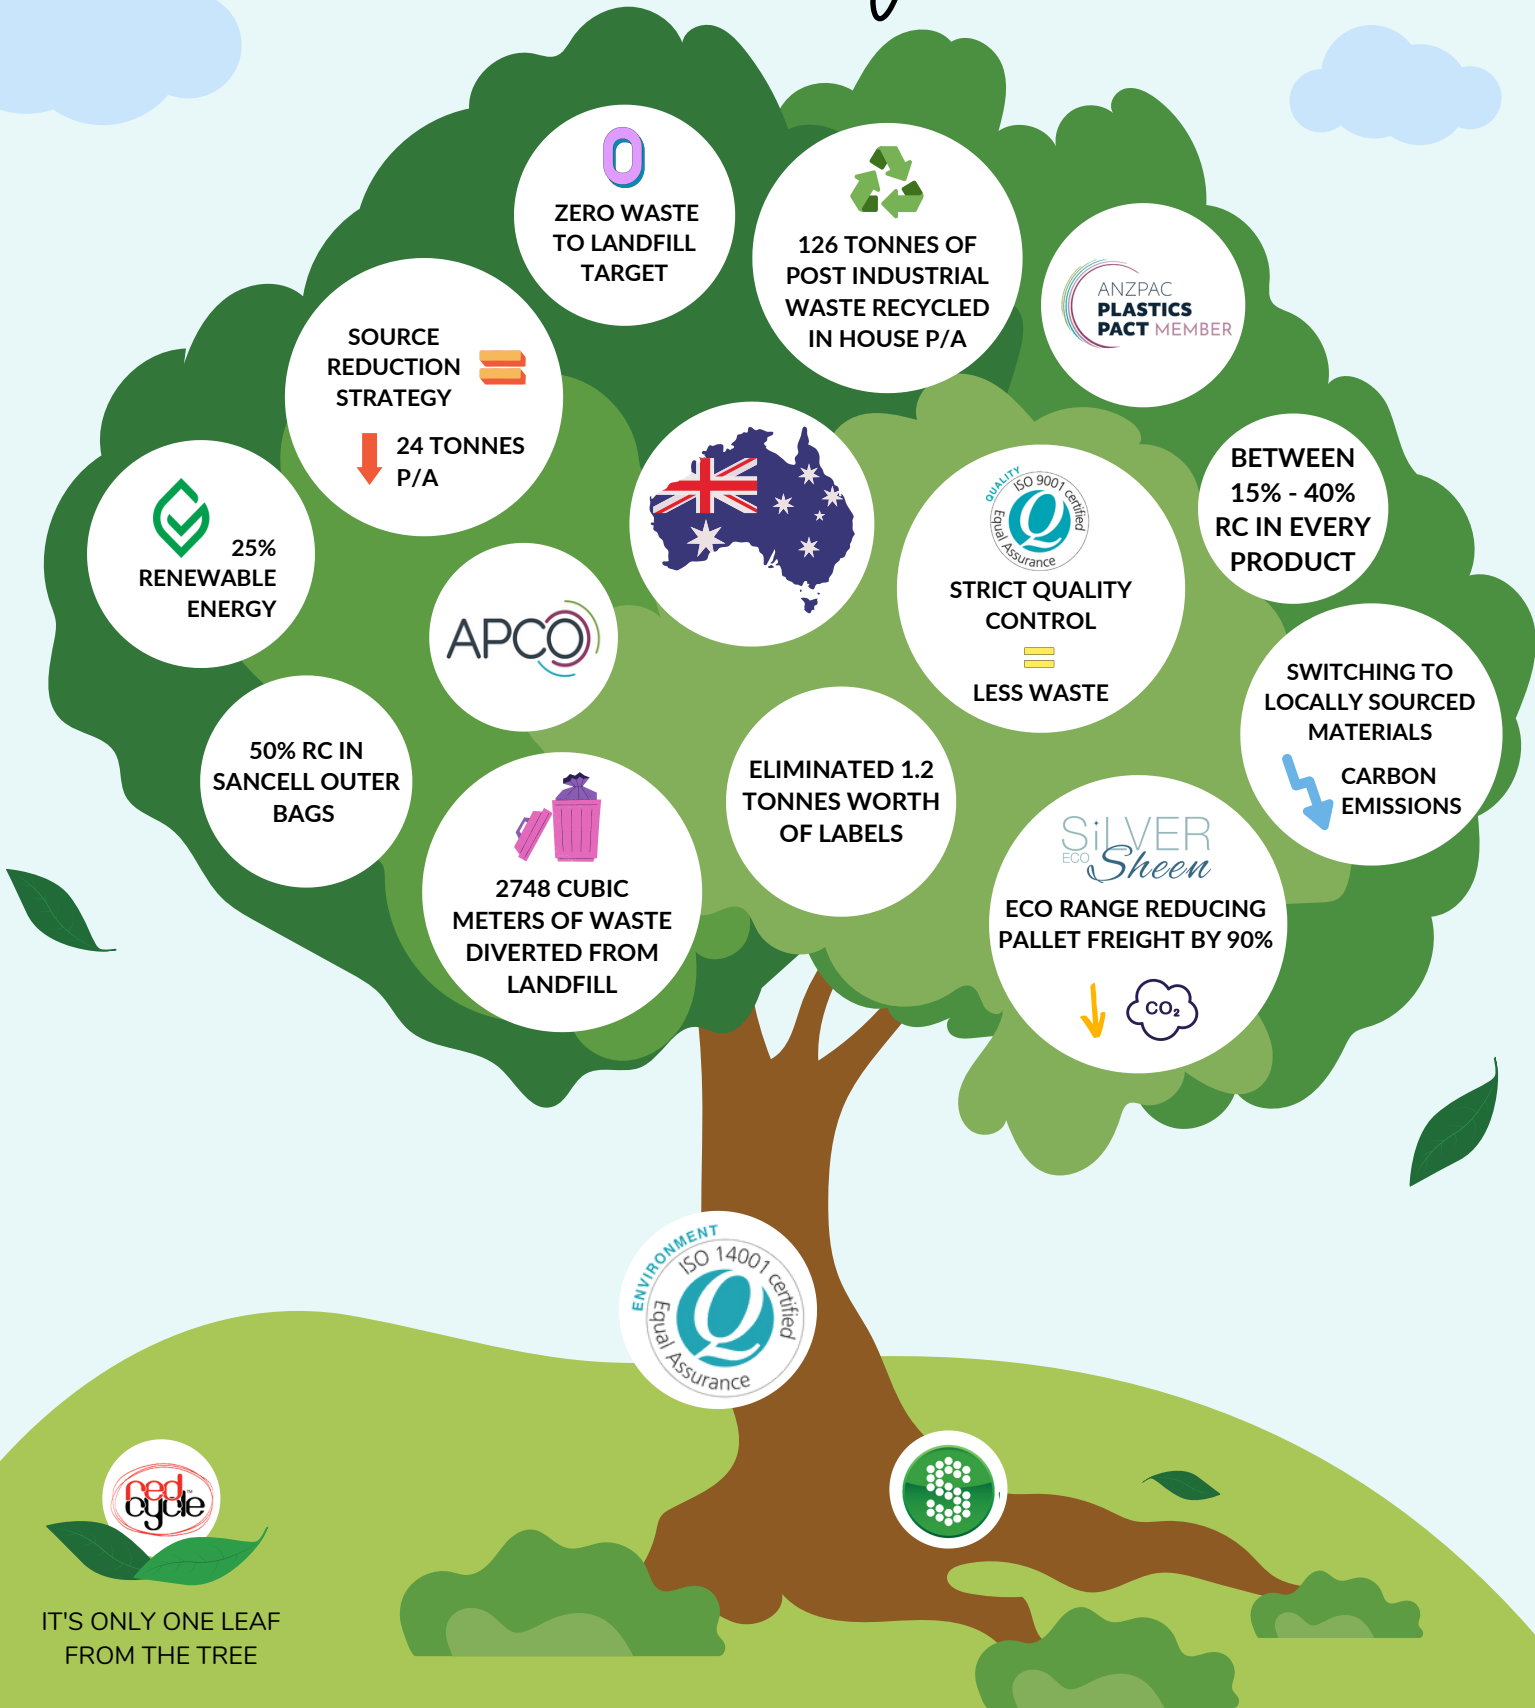 ZERO WASTE
TO LANDFILL
TARGET
126 TONNES OF
POST INDUSTRIAL
WASTE RECYCLED
IN HOUSE P/A
ANZPAC
PLASTICS
PACT MEMBER
SOURCE
REDUCTION
STRATEGY
24 TONNES
P/A
25%
RENEWABLE
ENERGY
APCO
QUALITY
ISO 9001 certified
Equal Assurance
STRICT QUALITY
CONTROL
LESS WASTE
BETWEEN
15% - 40%
RC IN EVERY
PRODUCT
SWITCHING TO
LOCALLY SOURCED
MATERIALS
CARBON
EMISSIONS
50% RC IN
SANCELL OUTER
BAGS
2748 CUBIC
METERS OF WASTE
DIVERTED FROM
LANDFILL
ELIMINATED 1.2
TONNES WORTH
OF LABELS
SiLVER
ECO Sheen
ECO RANGE REDUCING
PALLET FREIGHT BY 90%
CO₂
ENVIRONMENT
ISO 14001 certified
Equal Assurance
S
red
cycle™
IT'S ONLY ONE LEAF
FROM THE TREE